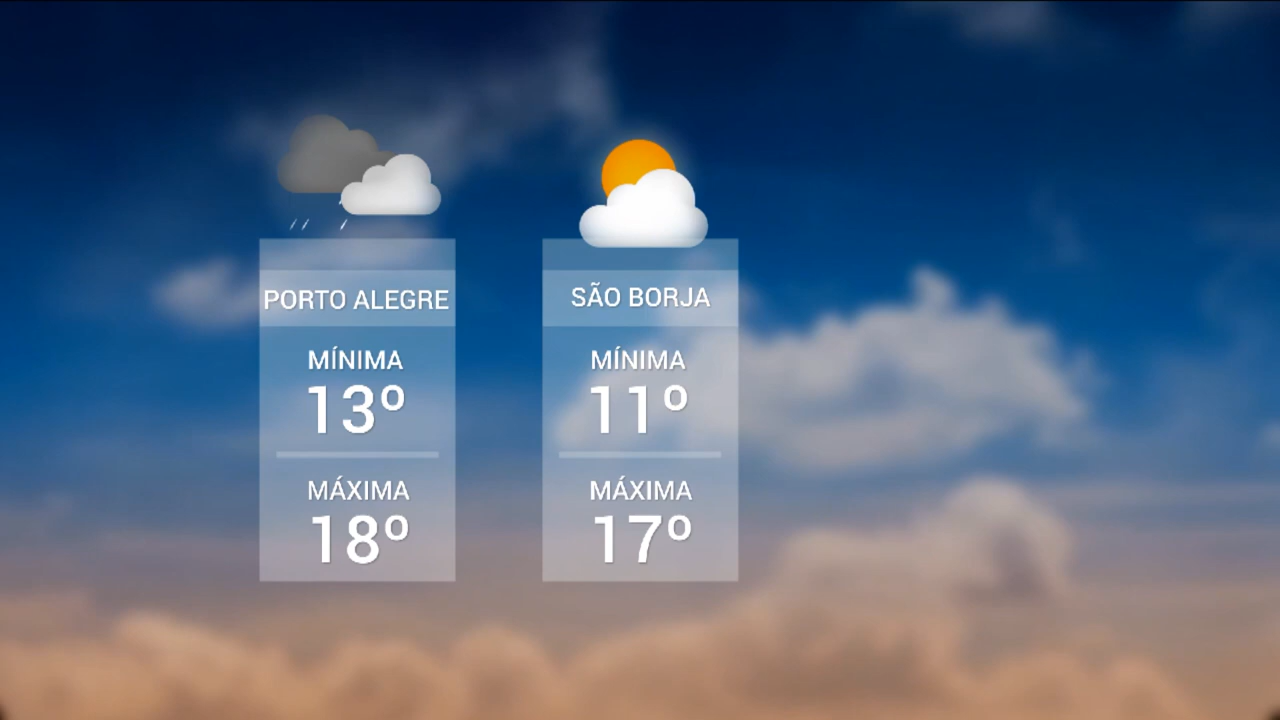 PORTO ALEGRE
MÍNIMA
13º
MÁXIMA
18º
SÃO BORJA
MÍNIMA
11º
MÁXIMA
17º